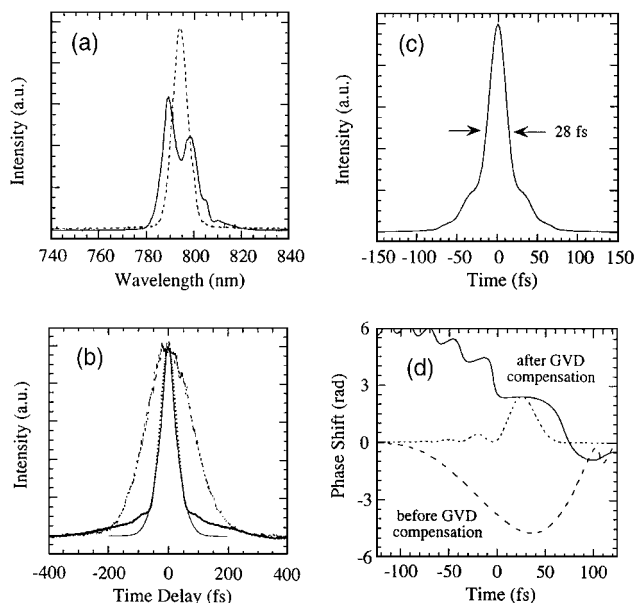 (a)
Intensity (a.u.)
740 760 780 800 820 840
Wavelength (nm)
(c)
28 fs
Intensity (a.u.)
-150 -100 -50 0 50 100 150
Time (fs)
(b)
Intensity (a.u.)
-400 -200 0 200 400
Time Delay (fs)
6
3
0
-3
-6
(d)
after GVD
compensation
before GVD
compensation
Phase Shift (rad)
-100 -50 0 50 100
Time (fs)